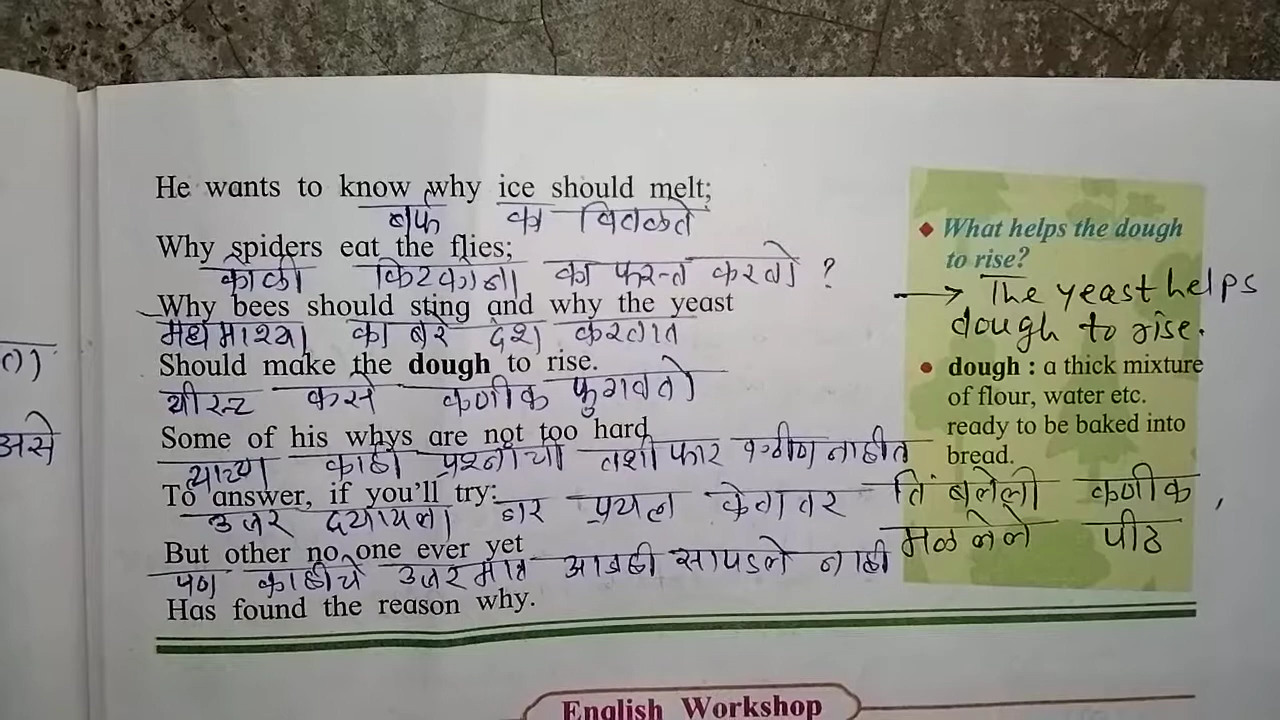 He wants to know why ice should melt;
बर्फ का वितळते
Why spiders eat the flies;
कोळी किटकांना का फस्त करतो ?
Why bees should sting and why the yeast
मधमाश्या का बरे दंश करतात
Should make the dough to rise.
यीस्ट कसे कणीक फुगवतो
Some of his whys are not too hard
त्याच्या काही प्रश्नांची तशी फार कठीण नाहीत
To answer, if you'll try:
उत्तर द्यायला जर प्रयत्न केला तर
But other no one ever yet
पण काहींचे उत्तर मात्र आजही सापडले नाही
Has found the reason why.
ता)
असे
What helps the dough
to rise?
→ The yeast helps
dough to rise.
dough : a thick mixture
of flour, water etc.
ready to be baked into
bread.
तिंबलेली कणीक ,
मळलेले पीठ
English Workshop